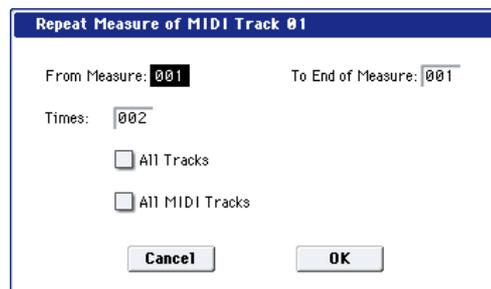 Repeat Measure of MIDI Track 01
From Measure: 001 To End of Measure: 001
Times: 002
All Tracks
All MIDI Tracks
Cancel OK